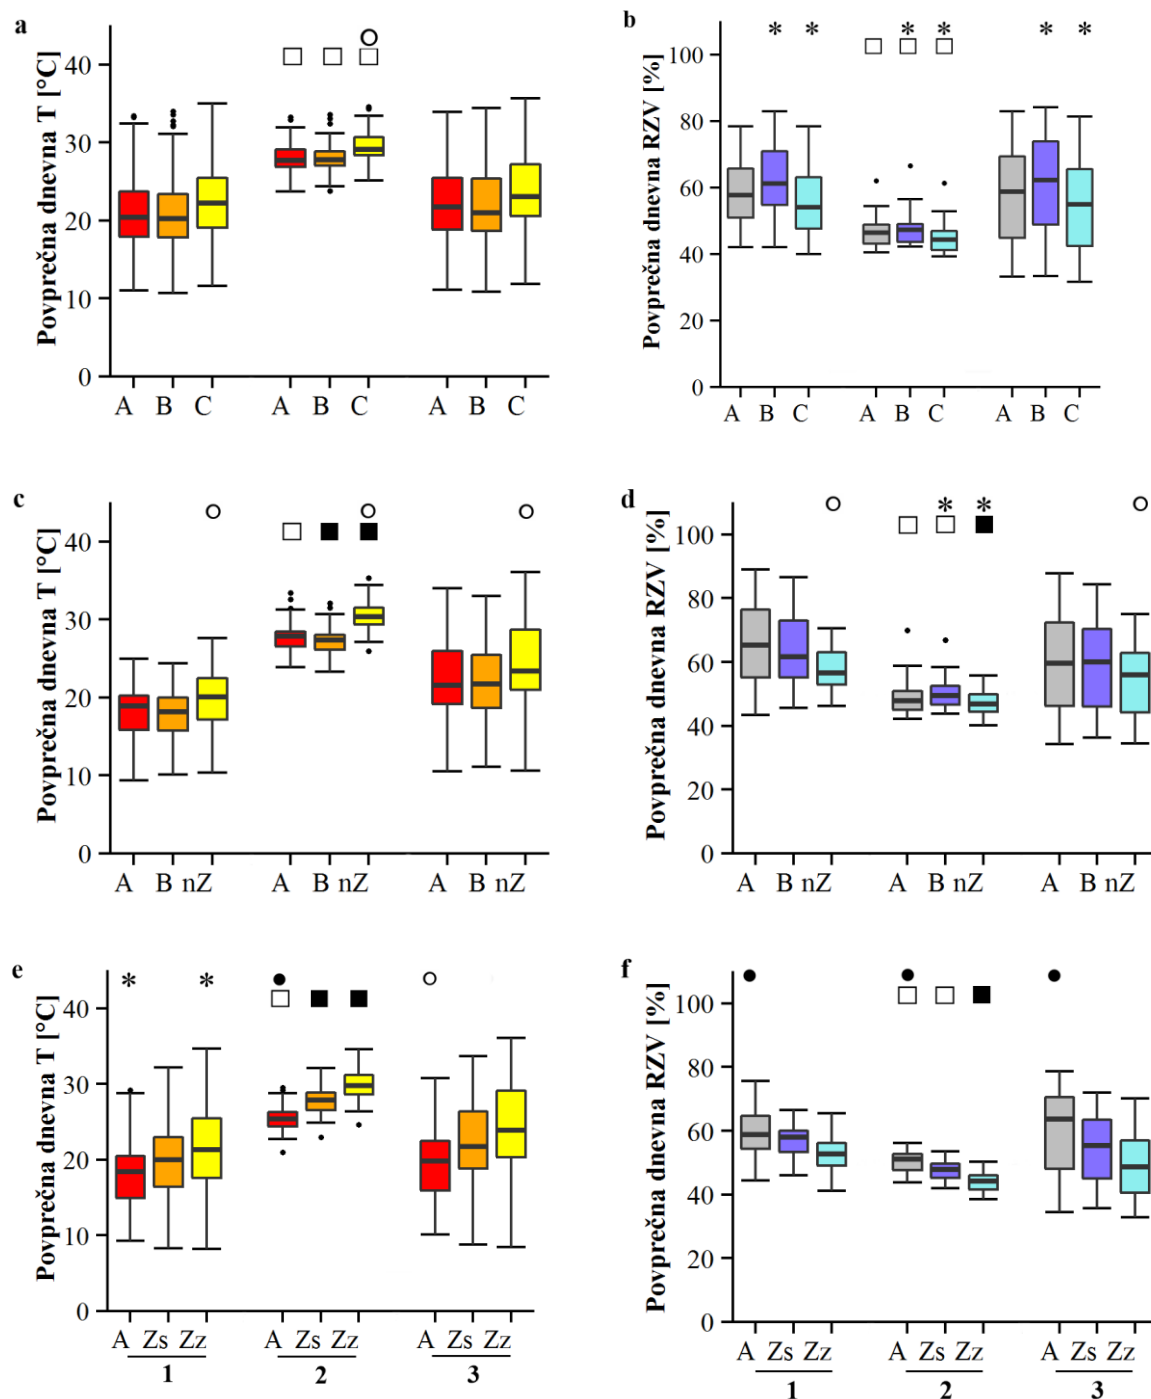 a
Povprečna dnevna T [°C]
40
30
20
10
0
A B C A B C A B C
b
Povprečna dnevna RZV [%]
* * * * * *
100
80
60
40
20
0
A B C A B C A B C
c
Povprečna dnevna T [°C]
40
30
20
10
0
A B nZ A B nZ A B nZ
d
Povprečna dnevna RZV [%]
* *
100
80
60
40
20
0
A B nZ A B nZ A B nZ
e
Povprečna dnevna T [°C]
* *
40
30
20
10
0
A Zs Zz A Zs Zz A Zs Zz
1 2 3
f
Povprečna dnevna RZV [%]
100
80
60
40
20
0
A Zs Zz A Zs Zz A Zs Zz
1 2 3